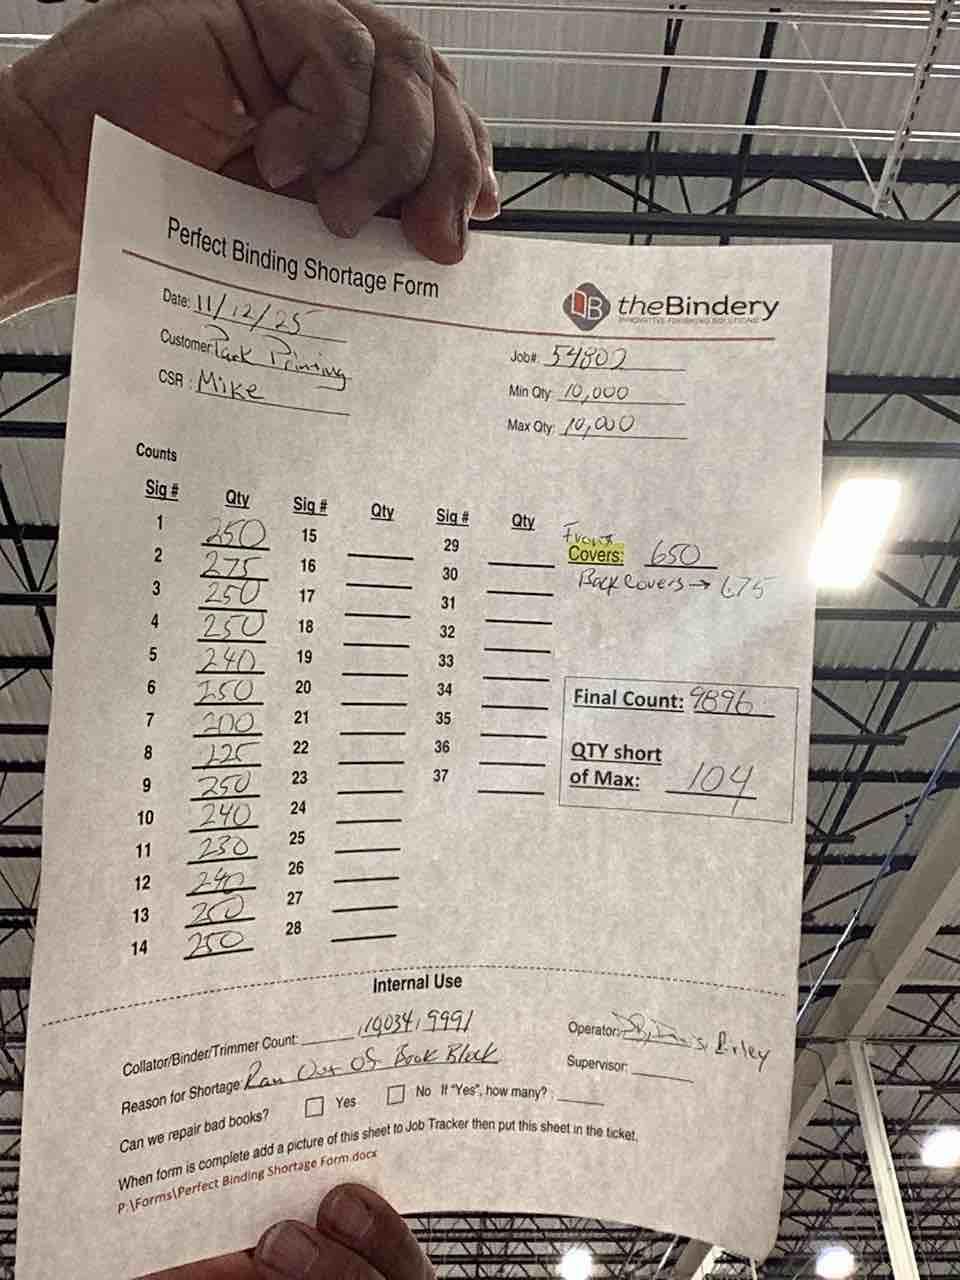 Perfect Binding Shortage Form
theBindery
INNOVATIVE FINISHING SOLUTIONS
Date: 11/12/25
Customer: Printing
CSR : Mike
Job#: 54802
Min Qty: 10,000
Max Qty: 10,000
Counts
Sig # Qty Sig # Qty Sig # Qty
1 250 15 29
2 275 16 30
3 250 17 31
4 250 18 32
5 240 19 33
6 250 20 34
7 200 21 35
8 225 22 36
9 250 23 37
10 240 24
11 230 25
12 240 26
13 250 27
14 250 28
Front
Covers: 650
Back Covers → 675
Final Count: 9896
QTY short
of Max: 104
Internal Use
Collator/Binder/Trimmer Count: 10034, 9991
Operator:
Reason for Shortage: Ran Out Of Book Block
Supervisor:
Can we repair bad books? Yes No If "Yes", how many?
When form is complete add a picture of this sheet to Job Tracker then put this sheet in the ticket.
P:\Forms\Perfect Binding Shortage Form.docx